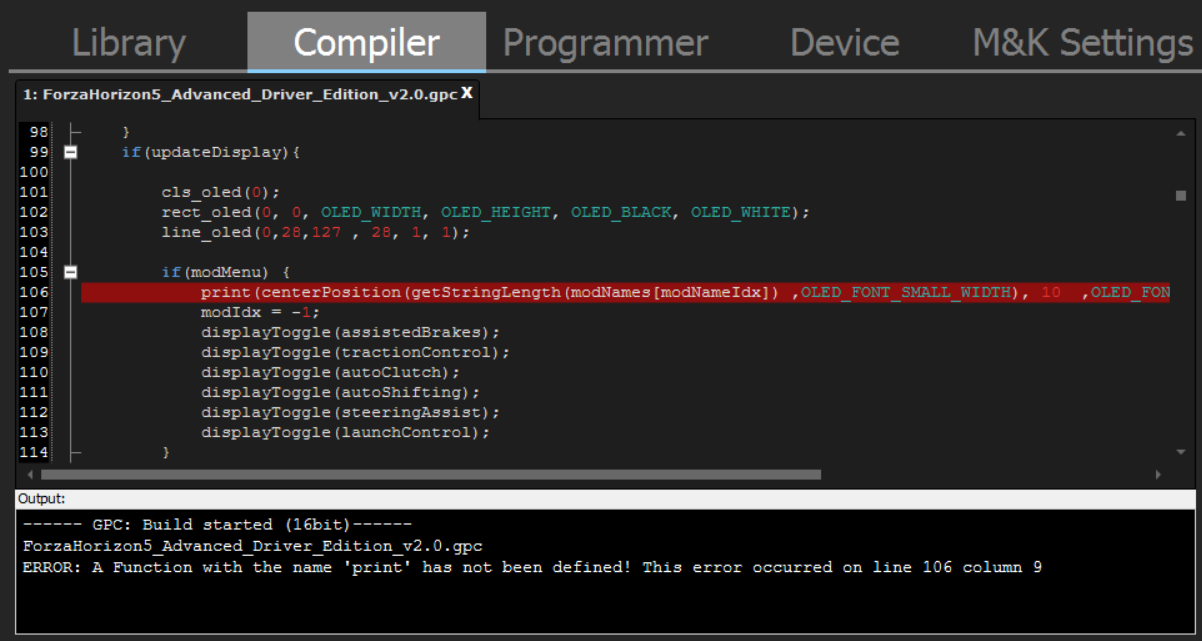 Library Compiler Programmer Device M&K Settings
1: ForzaHorizon5_Advanced_Driver_Edition_v2.0.gpc X
98 }
99 if(updateDisplay){
100
101 cls_oled(0);
102 rect_oled(0, 0, OLED_WIDTH, OLED_HEIGHT, OLED_BLACK, OLED_WHITE);
103 line_oled(0,28,127 , 28, 1, 1);
104
105 if(modMenu) {
106 print(centerPosition(getStringLength(modNames[modNameIdx]) ,OLED_FONT_SMALL_WIDTH), 10 ,OLED_FON
107 modIdx = -1;
108 displayToggle(assistedBrakes);
109 displayToggle(tractionControl);
110 displayToggle(autoClutch);
111 displayToggle(autoShifting);
112 displayToggle(steeringAssist);
113 displayToggle(launchControl);
114 }
Output:
------ GPC: Build started (16bit)------
ForzaHorizon5_Advanced_Driver_Edition_v2.0.gpc
ERROR: A Function with the name 'print' has not been defined! This error occurred on line 106 column 9